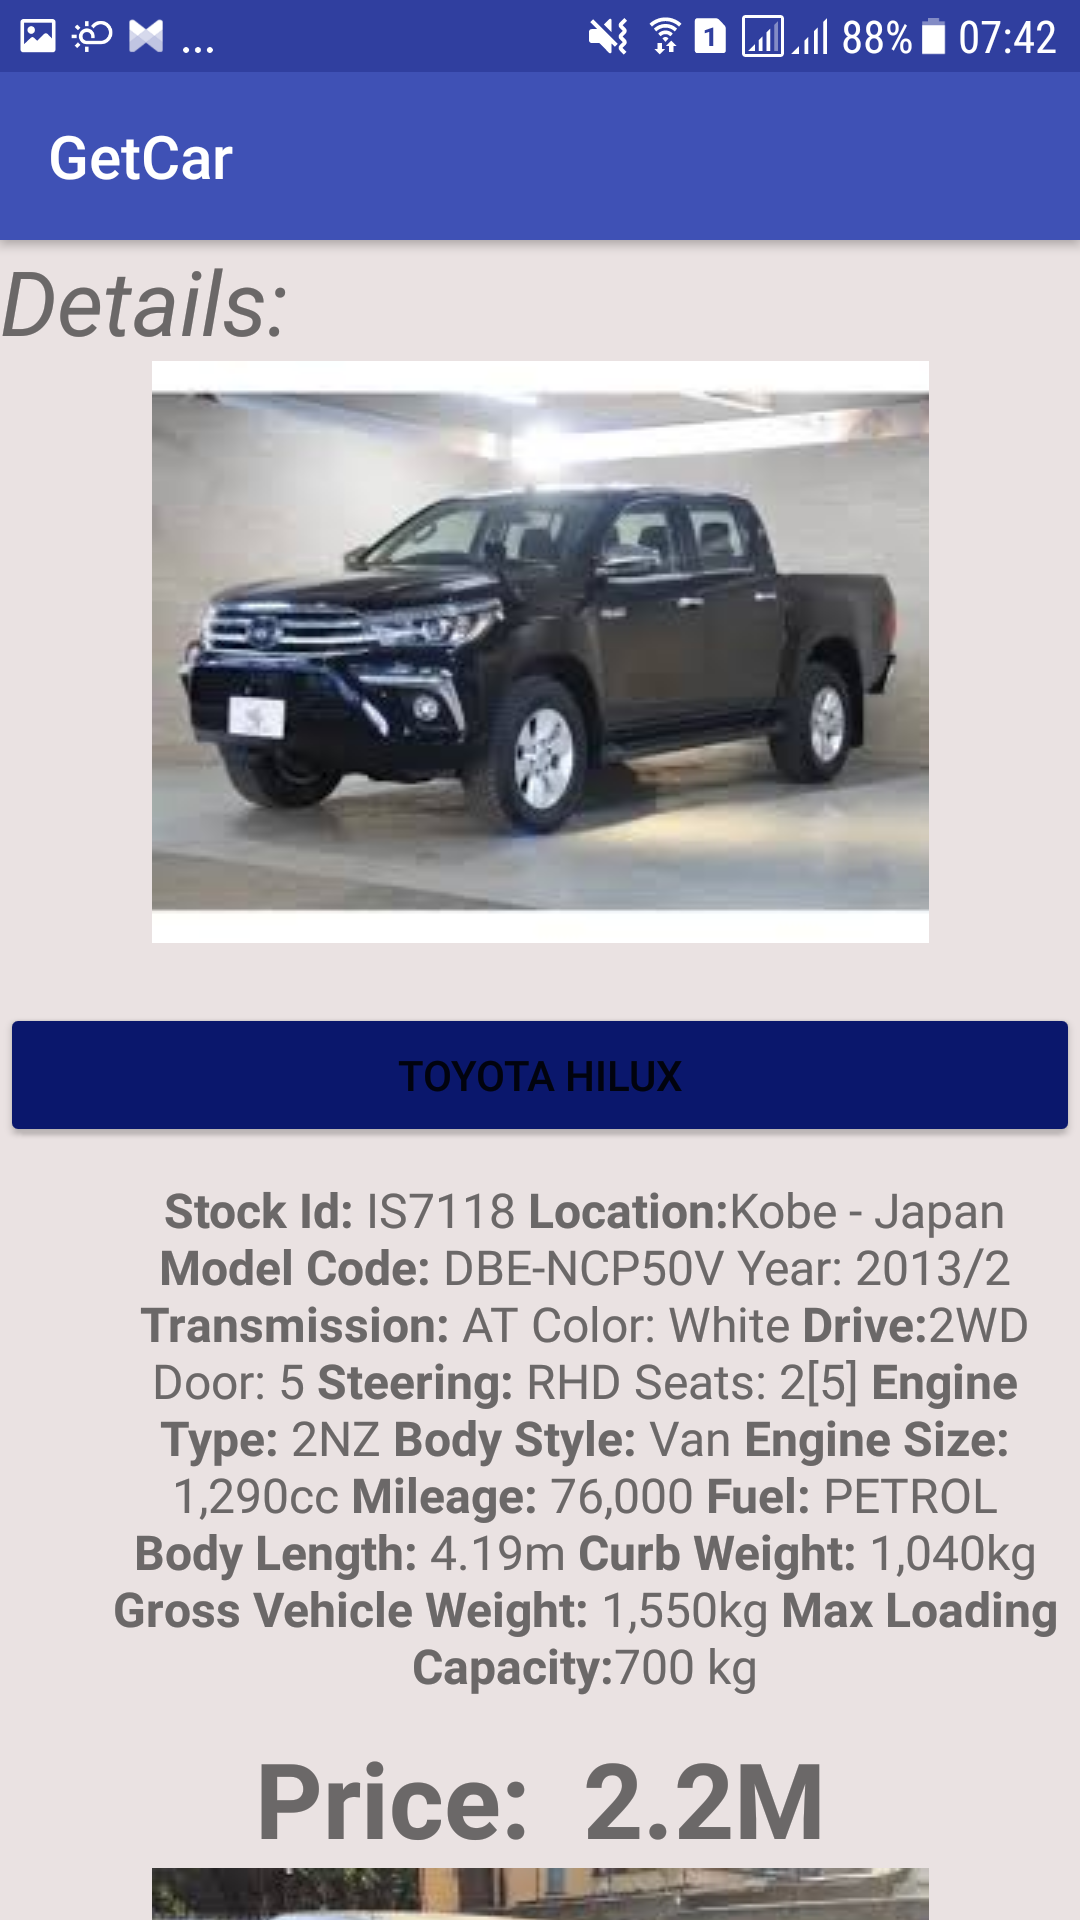 ... 1 88% 07:42
GetCar
Details:
TOYOTA HILUX
Stock Id: IS7118 Location:Kobe - Japan
Model Code: DBE-NCP50V Year: 2013/2
Transmission: AT Color: White Drive:2WD
Door: 5 Steering: RHD Seats: 2[5] Engine
Type: 2NZ Body Style: Van Engine Size:
1,290cc Mileage: 76,000 Fuel: PETROL
Body Length: 4.19m Curb Weight: 1,040kg
Gross Vehicle Weight: 1,550kg Max Loading
Capacity:700 kg
Price: 2.2M